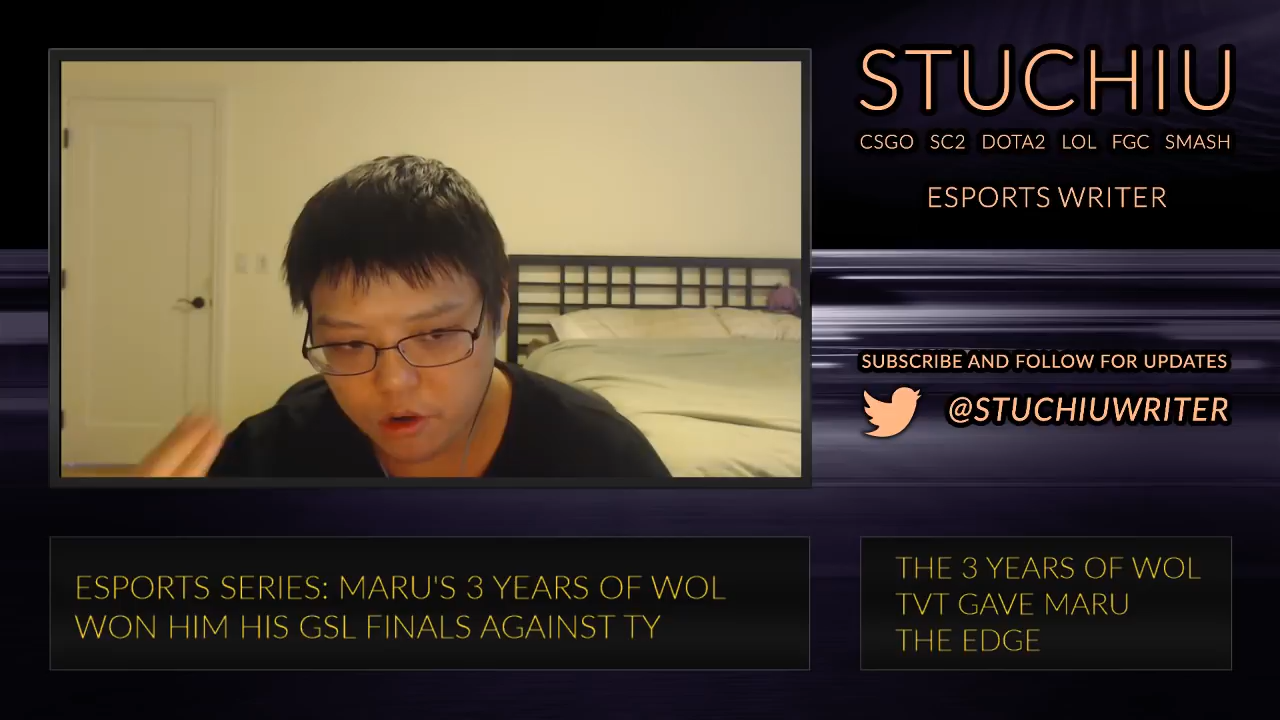 STUCHIU
CSGO SC2 DOTA2 LOL FGC SMASH
ESPORTS WRITER
SUBSCRIBE AND FOLLOW FOR UPDATES
@STUCHIUWRITER
ESPORTS SERIES: MARU'S 3 YEARS OF WOL
WON HIM HIS GSL FINALS AGAINST TY
THE 3 YEARS OF WOL
TVT GAVE MARU
THE EDGE